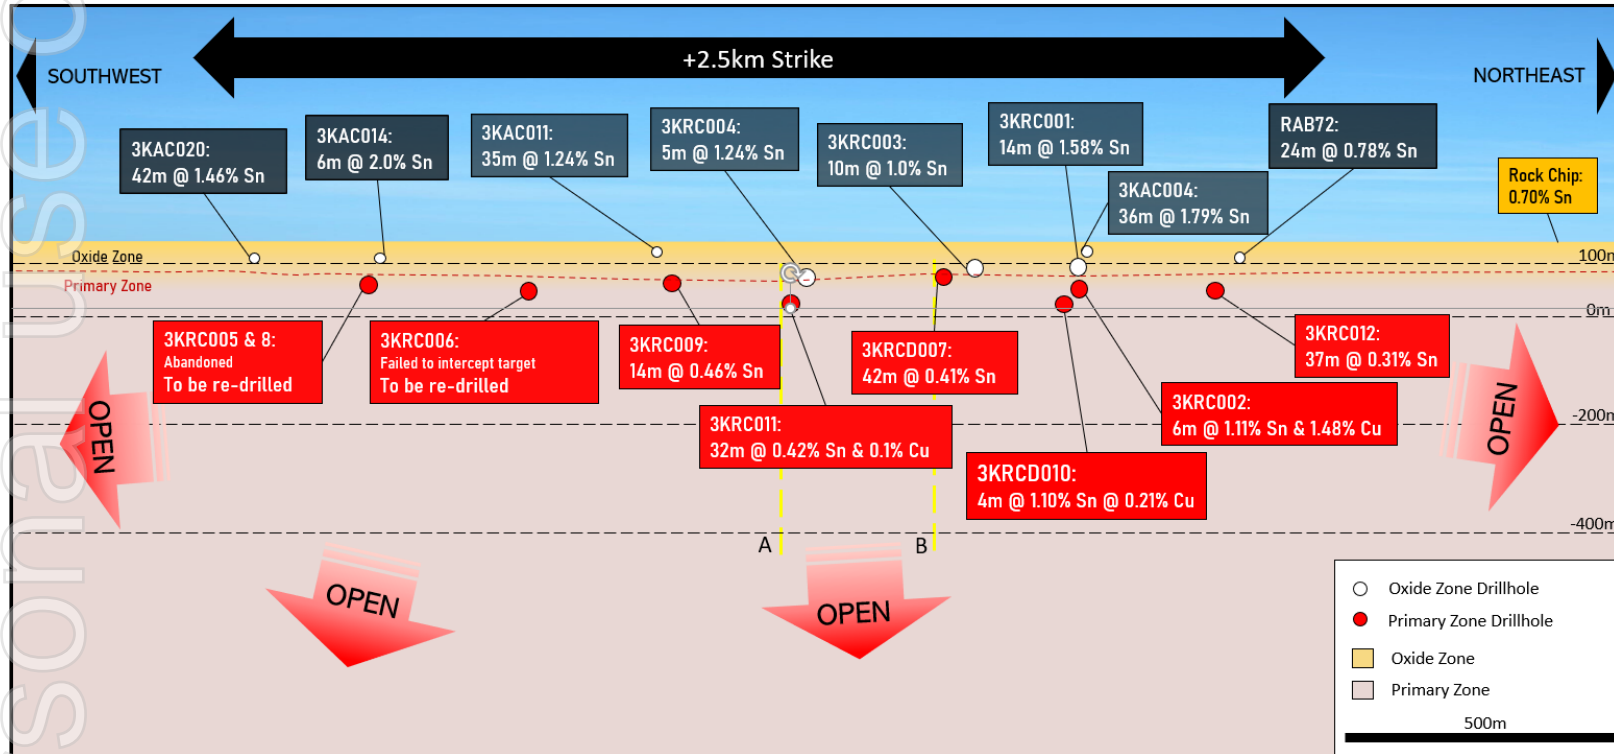 +2.5km Strike
SOUTHWEST
NORTHEAST
3KAC020:
42m @ 1.46% Sn
3KAC014:
6m @ 2.0% Sn
3KAC011:
35m @ 1.24% Sn
3KRC004:
5m @ 1.24% Sn
3KRC003:
10m @ 1.0% Sn
3KRC001:
14m @ 1.58% Sn
3KAC004:
36m @ 1.79% Sn
RAB72:
24m @ 0.78% Sn
Rock Chip:
0.70% Sn
Oxide Zone
100m
Primary Zone
0m
3KRC005 & 8:
Abandoned
To be re-drilled
3KRC006:
Failed to intercept target
To be re-drilled
3KRC009:
14m @ 0.46% Sn
3KRC011:
32m @ 0.42% Sn & 0.1% Cu
3KRCD007:
42m @ 0.41% Sn
3KRCD010:
4m @ 1.10% Sn @ 0.21% Cu
3KRC002:
6m @ 1.11% Sn & 1.48% Cu
3KRC012:
37m @ 0.31% Sn
OPEN
OPEN
-200m
-400m
A
B
OPEN
OPEN
Oxide Zone Drillhole
Primary Zone Drillhole
Oxide Zone
Primary Zone
500m
sonal use o